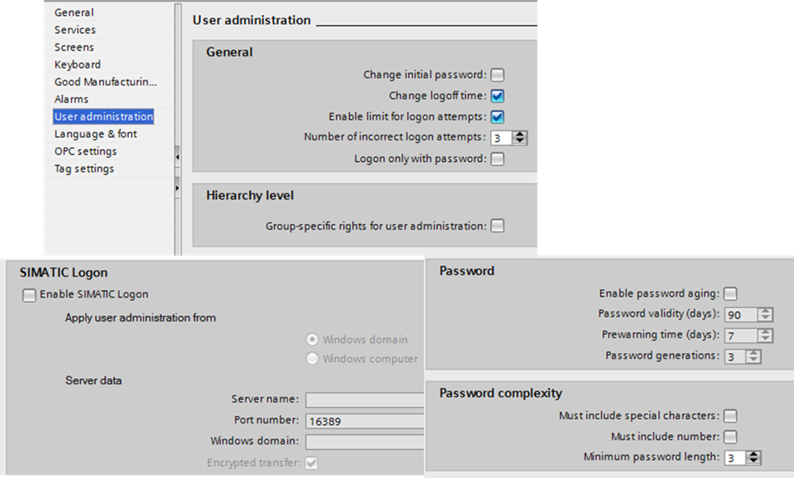 General
Services
Screens
Keyboard
Good Manufacturin...
Alarms
User administration
Language & font
OPC settings
Tag settings
User administration
General
Change initial password:
Change logoff time:
Enable limit for logon attempts:
Number of incorrect logon attempts: 3
Logon only with password:
Hierarchy level
Group-specific rights for user administration:
SIMATIC Logon
Enable SIMATIC Logon
Apply user administration from
Windows domain
Windows computer
Server data
Server name:
Port number: 16389
Windows domain:
Encrypted transfer:
Password
Enable password aging:
Password validity (days): 90
Prewarning time (days): 7
Password generations: 3
Password complexity
Must include special characters:
Must include number:
Minimum password length: 3